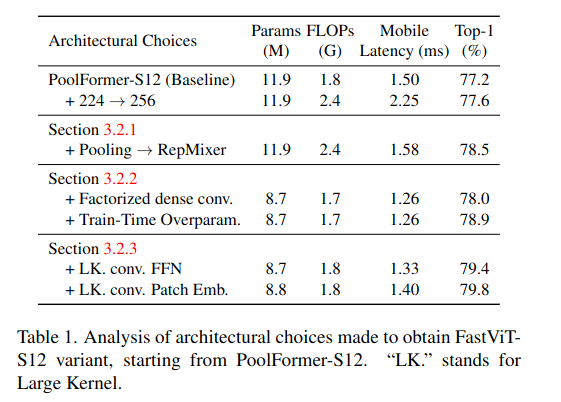 Architectural Choices Params FLOPs Mobile Top-1
(M) (G) Latency (ms) (%)
PoolFormer-S12 (Baseline) 11.9 1.8 1.50 77.2
+ 224 → 256 11.9 2.4 2.25 77.6
Section 3.2.1
+ Pooling → RepMixer 11.9 2.4 1.58 78.5
Section 3.2.2
+ Factorized dense conv. 8.7 1.7 1.26 78.0
+ Train-Time Overparam. 8.7 1.7 1.26 78.9
Section 3.2.3
+ LK. conv. FFN 8.7 1.8 1.33 79.4
+ LK. conv. Patch Emb. 8.8 1.8 1.40 79.8
Table 1. Analysis of architectural choices made to obtain FastViT-
S12 variant, starting from PoolFormer-S12. “LK.” stands for
Large Kernel.